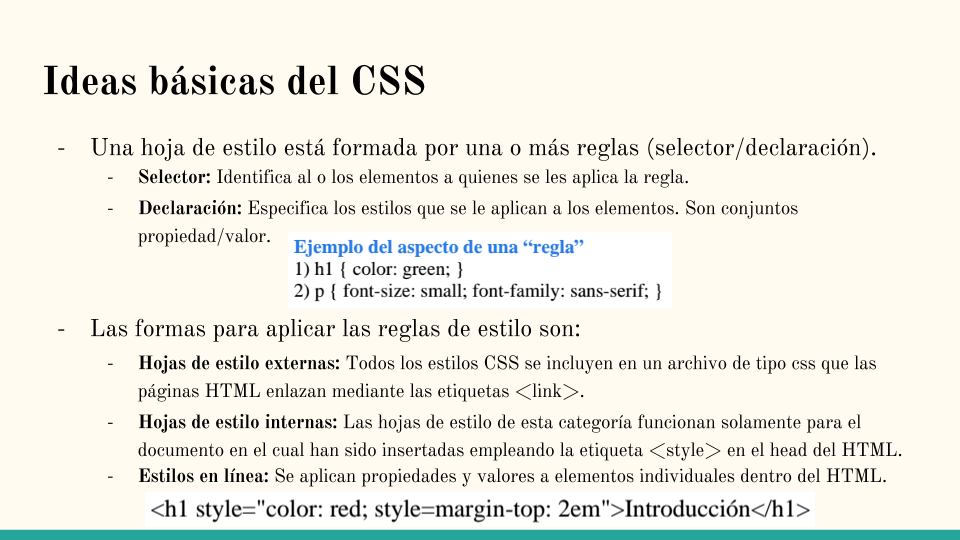 Ideas básicas del CSS
- Una hoja de estilo está formada por una o más reglas (selector/declaración).
- Selector: Identifica al o los elementos a quienes se les aplica la regla.
- Declaración: Especifica los estilos que se le aplican a los elementos. Son conjuntos
propiedad/valor.
Ejemplo del aspecto de una “regla”
1) h1 { color: green; }
2) p { font-size: small; font-family: sans-serif; }
- Las formas para aplicar las reglas de estilo son:
- Hojas de estilo externas: Todos los estilos CSS se incluyen en un archivo de tipo css que las
páginas HTML enlazan mediante las etiquetas <link>.
- Hojas de estilo internas: Las hojas de estilo de esta categoría funcionan solamente para el
documento en el cual han sido insertadas empleando la etiqueta <style> en el head del HTML.
- Estilos en línea: Se aplican propiedades y valores a elementos individuales dentro del HTML.
<h1 style="color: red; style=margin-top: 2em">Introducción</h1>